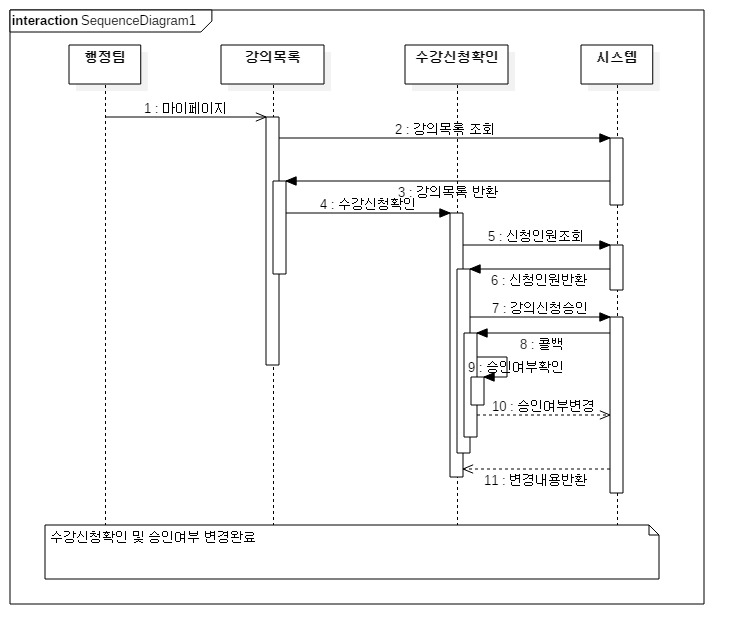 interaction SequenceDiagram1
행정팀
강의목록
수강신청확인
시스템
1 : 마이페이지
2 : 강의목록 조회
3 : 강의목록 반환
4 : 수강신청확인
5 : 신청인원조회
6 : 신청인원반환
7 : 강의신청승인
8 : 콜백
9 : 승인여부확인
10 : 승인여부변경
11 : 변경내용반환
수강신청확인 및 승인여부 변경완료